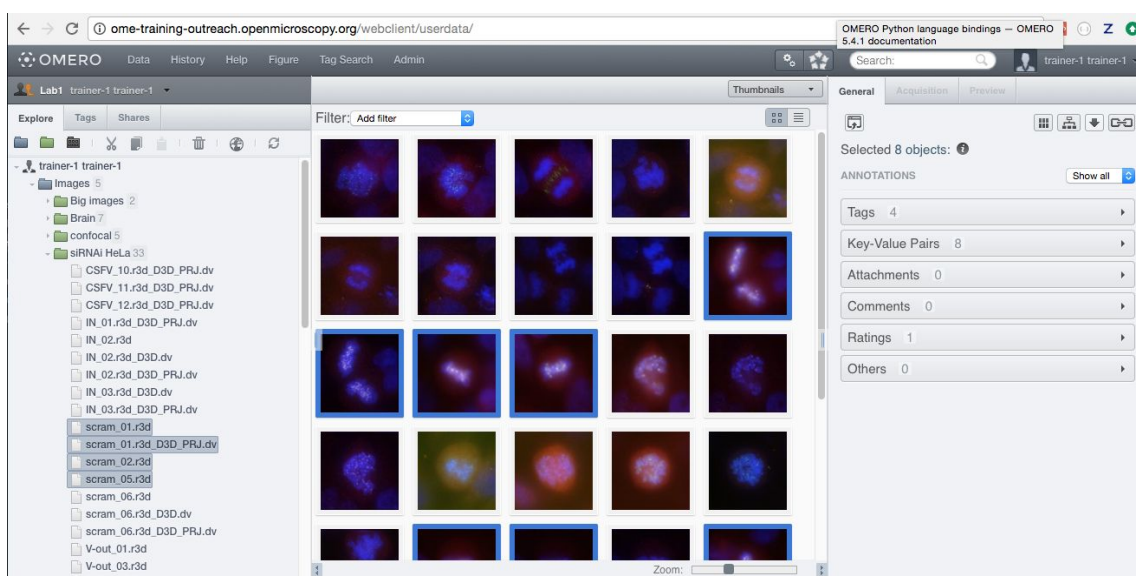 ome-training-outreach.openmicroscopy.org/webclient/userdata/
OMERO Python language bindings — OMERO
5.4.1 documentation
Z
OMERO Data History Help Figure Tag Search Admin
Search:
trainer-1 trainer-1
Lab1 trainer-1 trainer-1
Thumbnails
General Acquisition Preview
Explore Tags Shares
Filter: Add filter
trainer-1 trainer-1
Images 5
Big images 2
Brain 7
confocal 5
siRNAi HeLa 33
CSFV_10.r3d_D3D_PRJ.dv
CSFV_11.r3d_D3D_PRJ.dv
CSFV_12.r3d_D3D_PRJ.dv
IN_01.r3d_D3D_PRJ.dv
IN_02.r3d
IN_02.r3d_D3D.dv
IN_02.r3d_D3D_PRJ.dv
IN_03.r3d_D3D.dv
IN_03.r3d_D3D_PRJ.dv
scram_01.r3d
scram_01.r3d_D3D_PRJ.dv
scram_02.r3d
scram_05.r3d
scram_06.r3d
scram_06.r3d_D3D.dv
scram_06.r3d_D3D_PRJ.dv
V-out_01.r3d
V-out_03.r3d
Zoom:
Selected 8 objects:
ANNOTATIONS Show all
Tags 4
Key-Value Pairs 8
Attachments 0
Comments 0
Ratings 1
Others 0